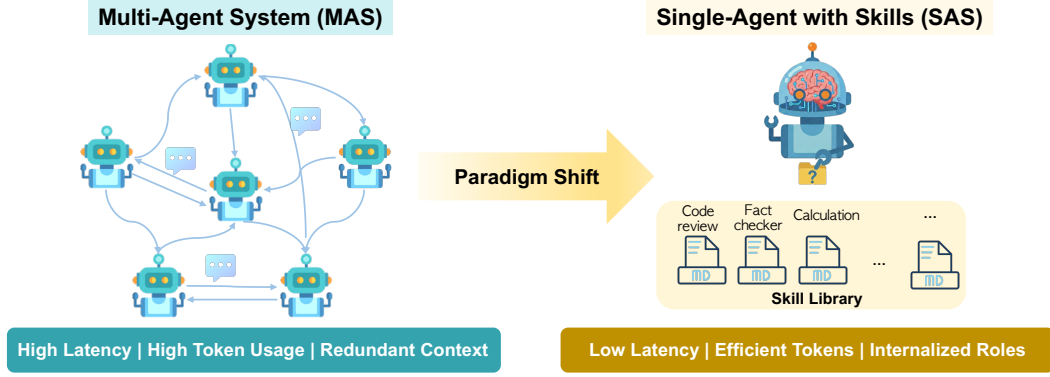 Multi-Agent System (MAS)
Single-Agent with Skills (SAS)
Paradigm Shift
?
Code
review
Fact
checker
Calculation
...
MD
MD
MD
...
MD
Skill Library
High Latency | High Token Usage | Redundant Context
Low Latency | Efficient Tokens | Internalized Roles